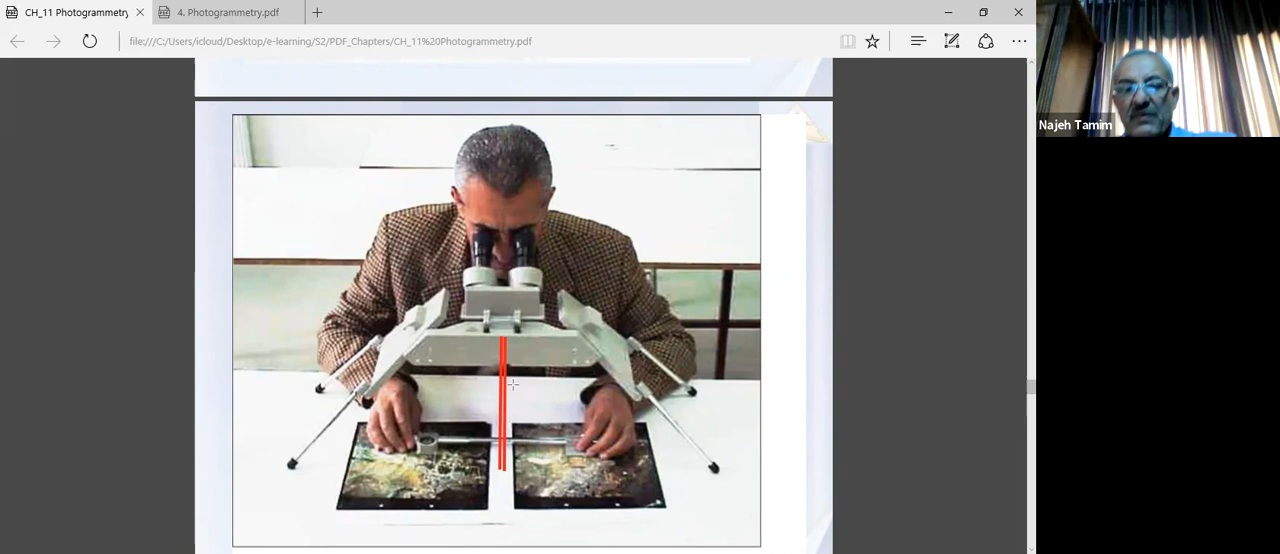 CH_11 Photogrammetry
4. Photogrammetry.pdf
file:///C:/Users/icloud/Desktop/e-learning/S2/PDF_Chapters/CH_11%20Photogrammetry.pdf
Najeh Tamim